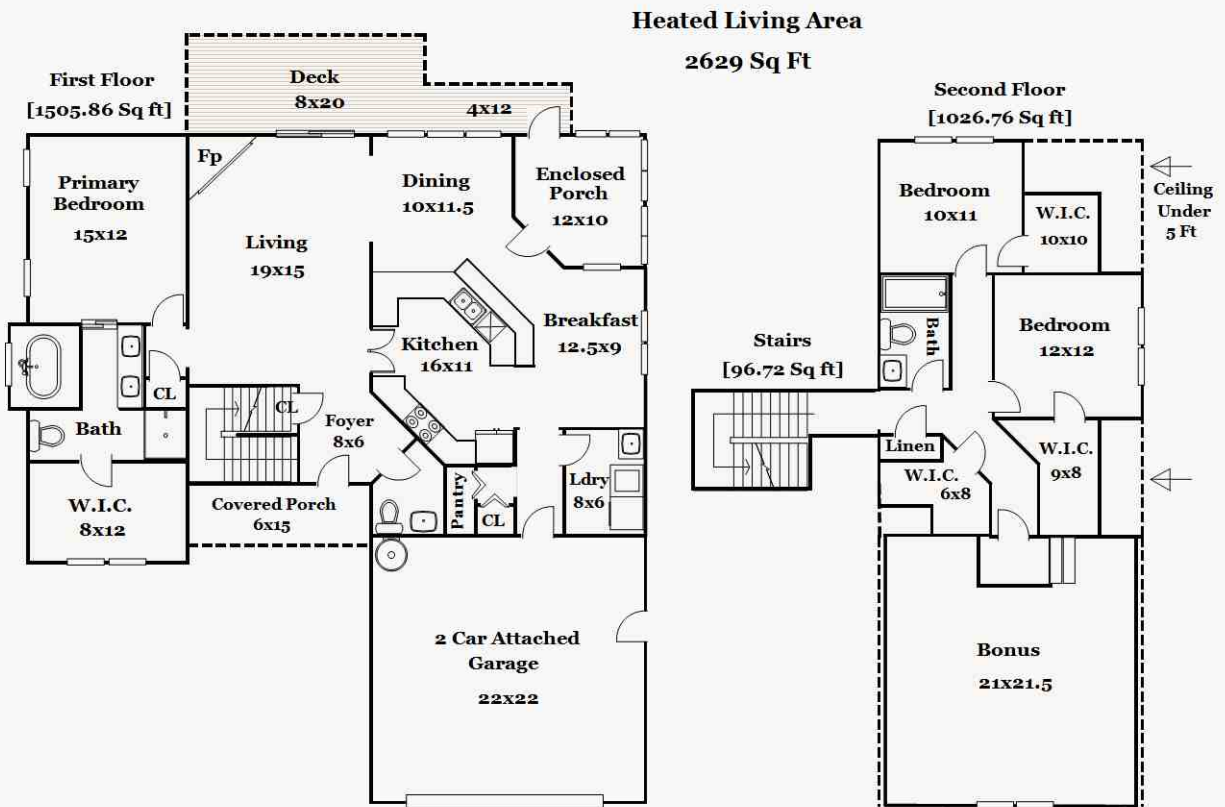 Heated Living Area
2629 Sq Ft
First Floor
[1505.86 Sq ft]
Deck
8x20
4x12
Fp
Primary
Bedroom
15x12
Living
19x15
Dining
10x11.5
Enclosed
Porch
12x10
Kitchen
16x11
Breakfast
12.5x9
CL
Bath
CL
Foyer
8x6
W.I.C.
8x12
Covered Porch
6x15
Pantry
CL
Ldry
8x6
2 Car Attached
Garage
22x22
Second Floor
[1026.76 Sq ft]
Bedroom
10x11
W.I.C.
10x10
Ceiling
Under
5 Ft
Stairs
[96.72 Sq ft]
Bath
Bedroom
12x12
Linen
W.I.C.
6x8
W.I.C.
9x8
Bonus
21x21.5